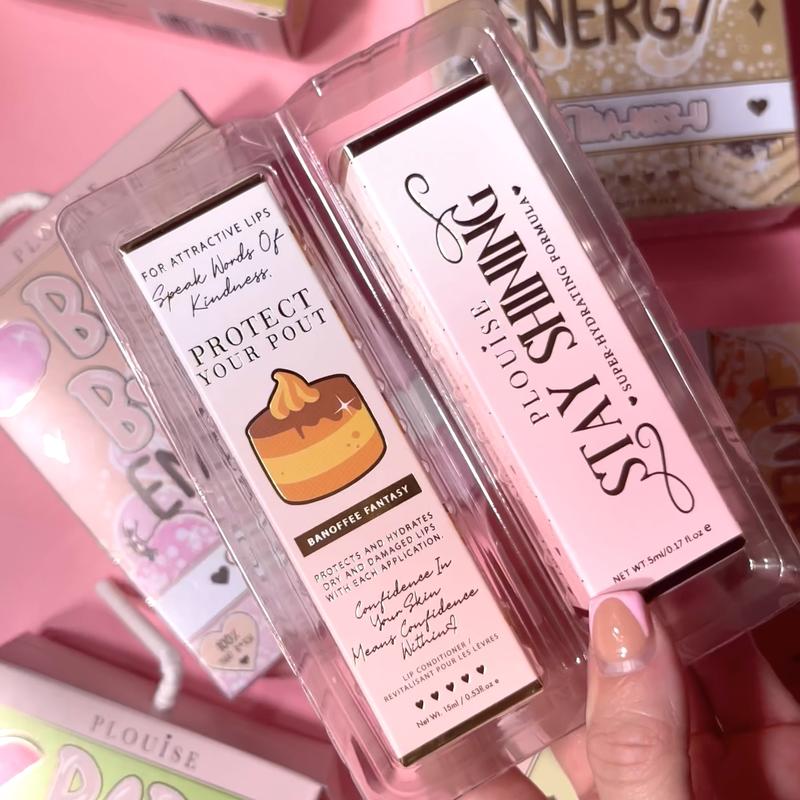 FOR ATTRACTIVE LIPS
Speak Words Of
Kindness.
PROTECT
YOUR POUT
BANOFFEE FANTASY
PROTECTS AND HYDRATES
DRY AND DAMAGED LIPS
WITH EACH APPLICATION.
Confidence In
Your Skin
Means Confidence
Within
LIP CONDITIONER /
REVITALISANT POUR LES LÈVRES
Net Wt. 15ml / 0.53fl.oz e
PLOUiSE
STAY SHINING
SUPER-HYDRATING FORMULA
NET WT.5ml/0.17 fl.oz e
ENERGY
PLOUiSE